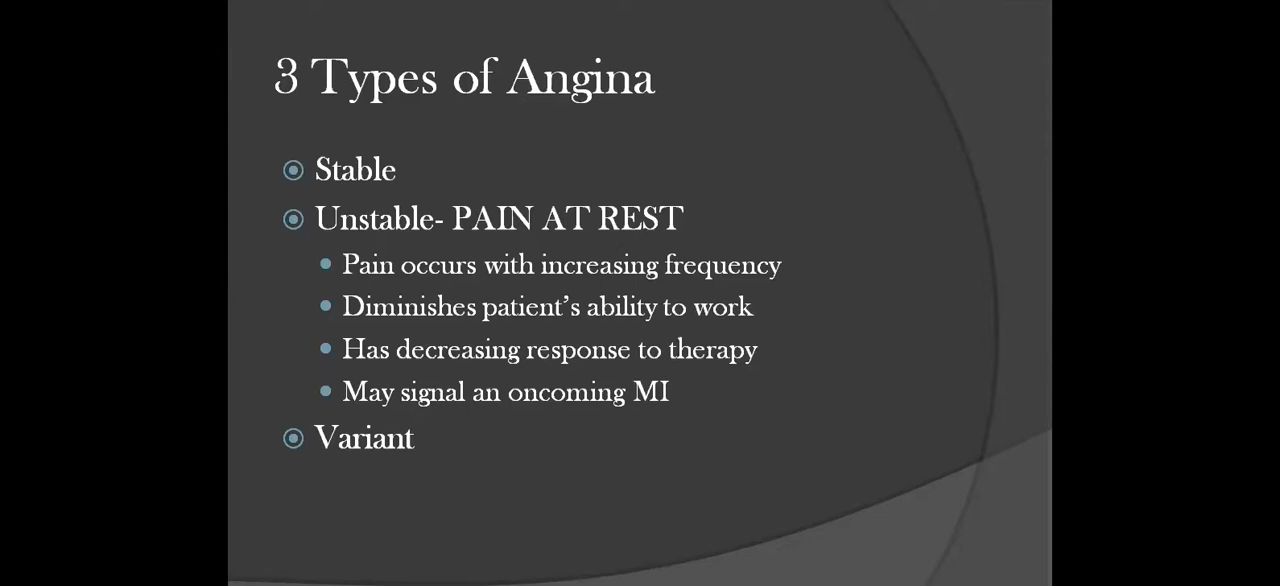 3 Types of Angina
Stable
Unstable- PAIN AT REST
Pain occurs with increasing frequency
Diminishes patient’s ability to work
Has decreasing response to therapy
May signal an oncoming MI
Variant